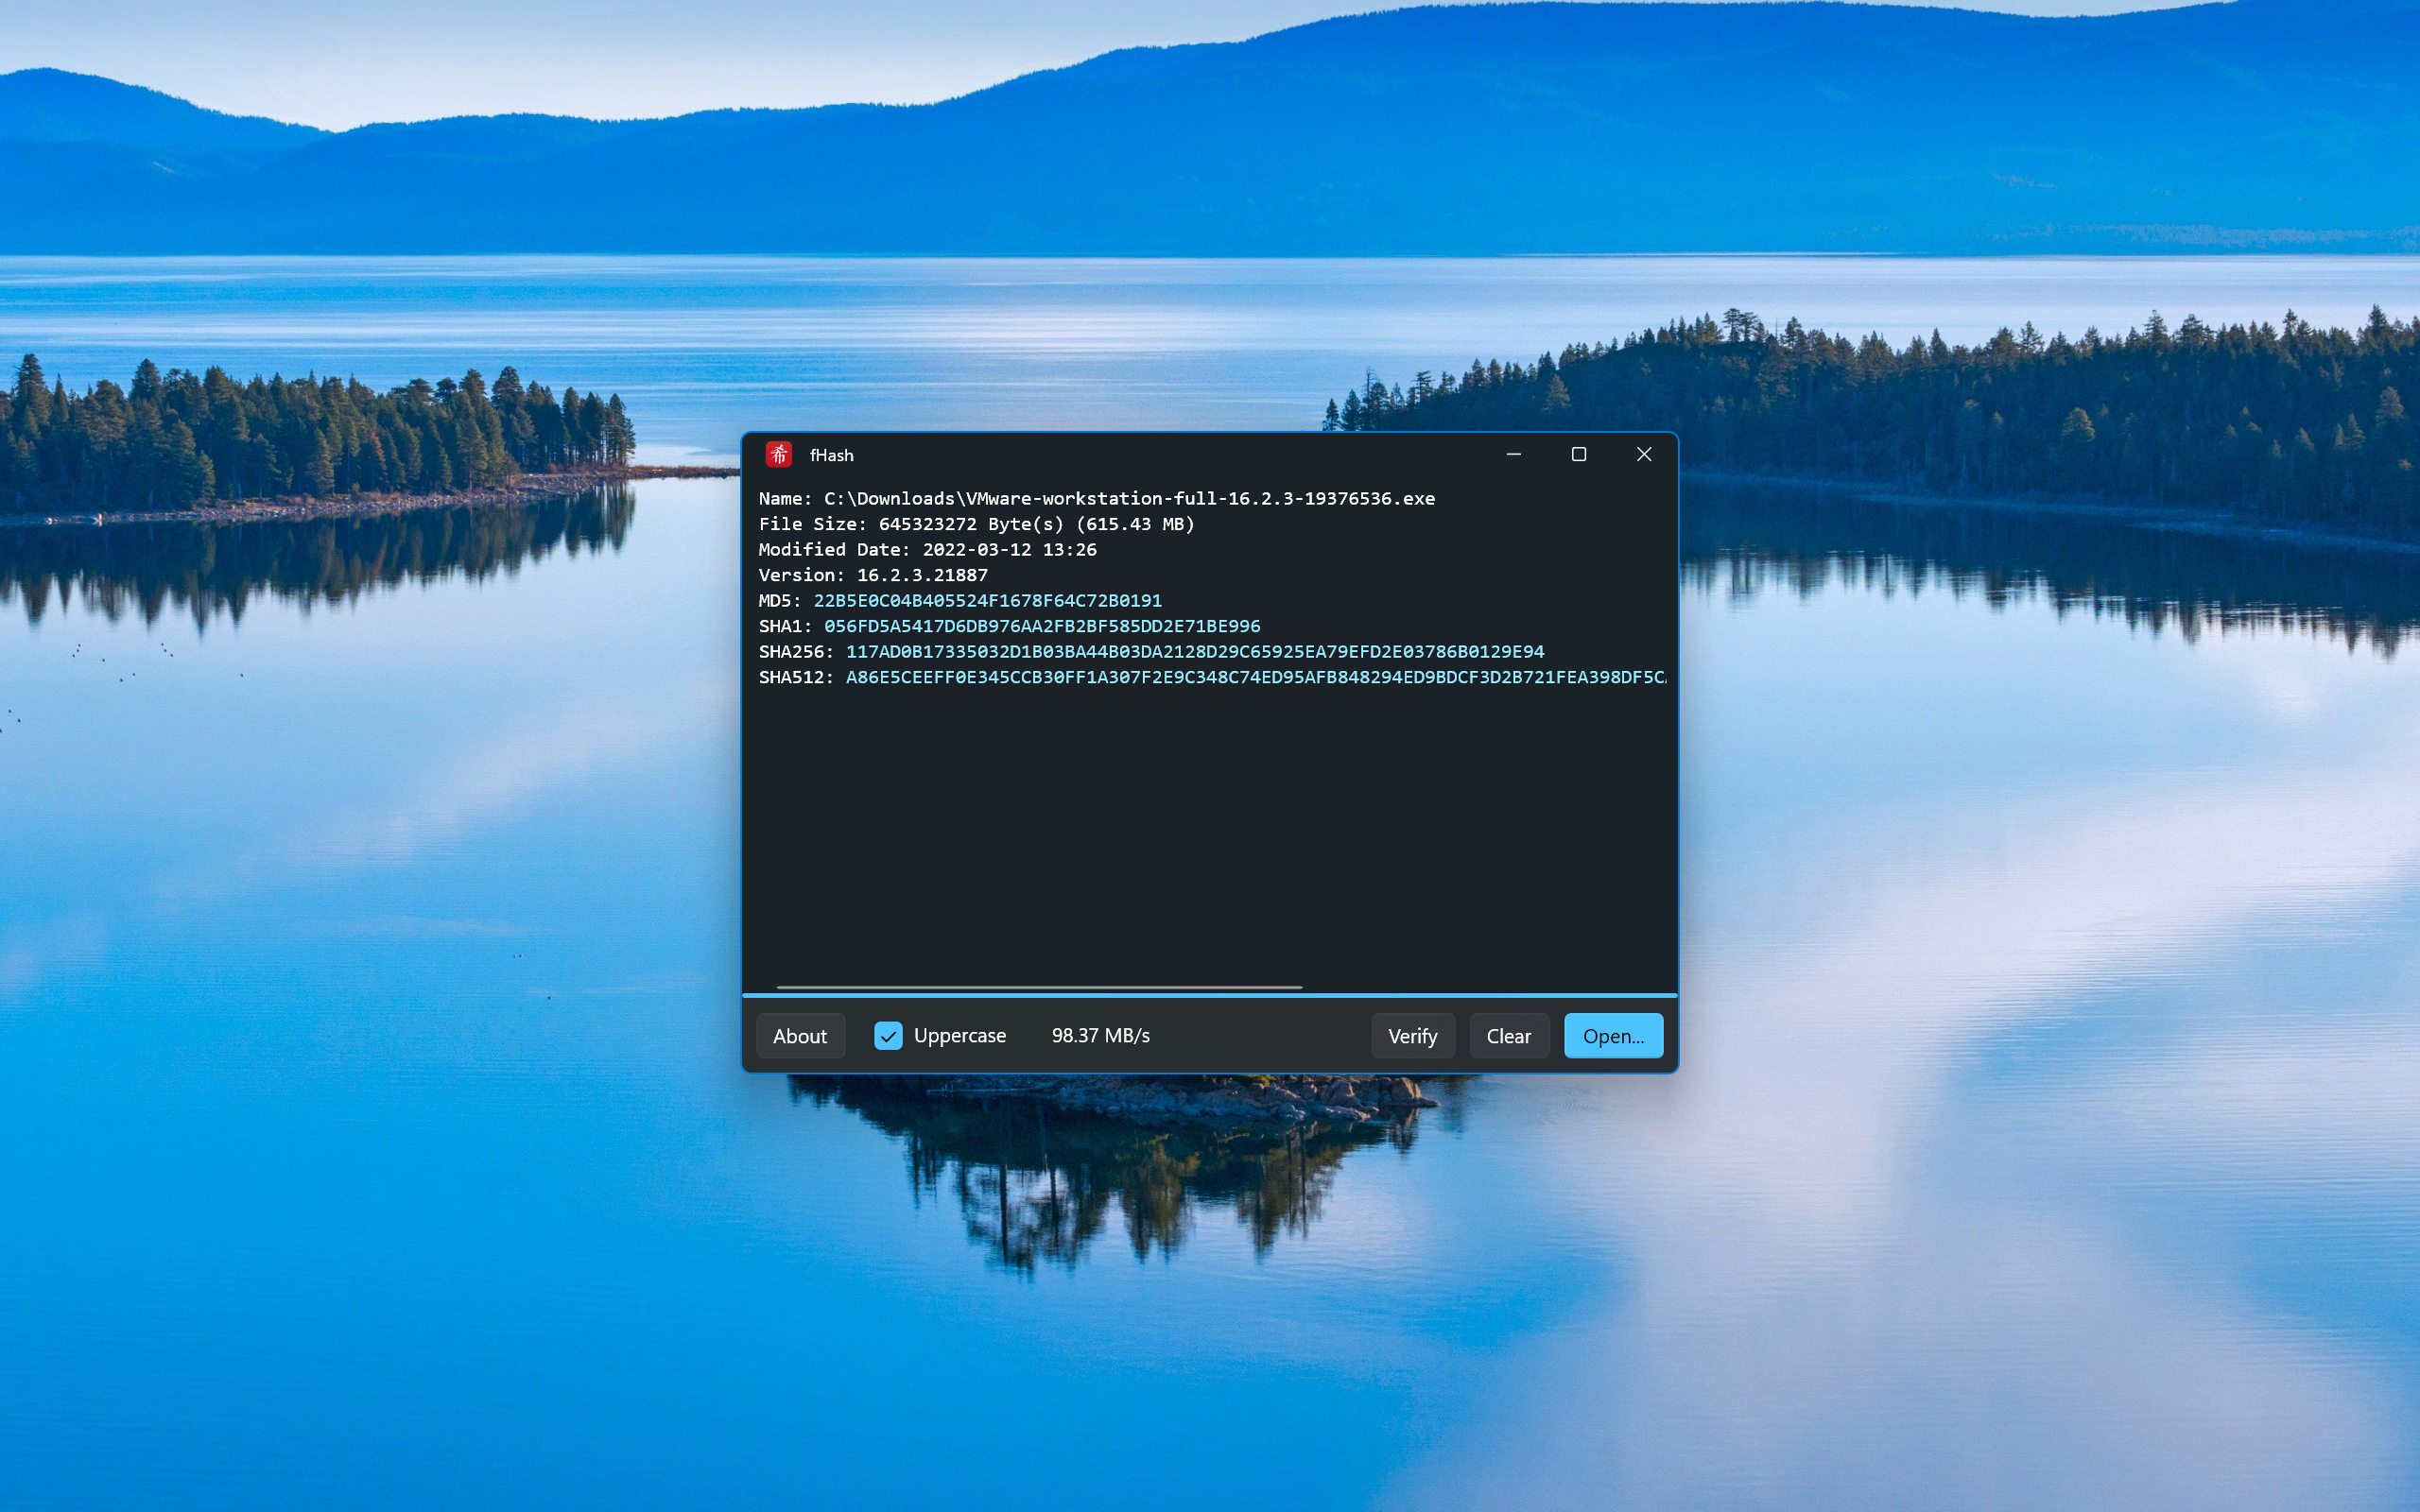 希 fHash
Name: C:\Downloads\VMware-workstation-full-16.2.3-19376536.exe
File Size: 645323272 Byte(s) (615.43 MB)
Modified Date: 2022-03-12 13:26
Version: 16.2.3.21887
MD5: 22B5E0C04B405524F1678F64C72B0191
SHA1: 056FD5A5417D6DB976AA2FB2BF585DD2E71BE996
SHA256: 117AD0B17335032D1B03BA44B03DA2128D29C65925EA79EFD2E03786B0129E94
SHA512: A86E5CEEFF0E345CCB30FF1A307F2E9C348C74ED95AFB848294ED9BDCF3D2B721FEA398DF5C
About Uppercase 98.37 MB/s Verify Clear Open...